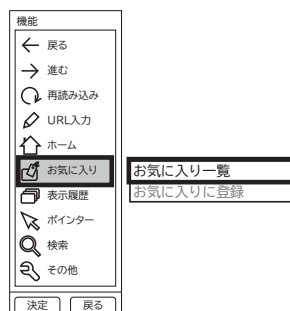 機能
戻る
進む
再読み込み
URL入力
ホーム
お気に入り
お気に入り一覧
お気に入りに登録
表示履歴
ポインター
検索
その他
決定
戻る